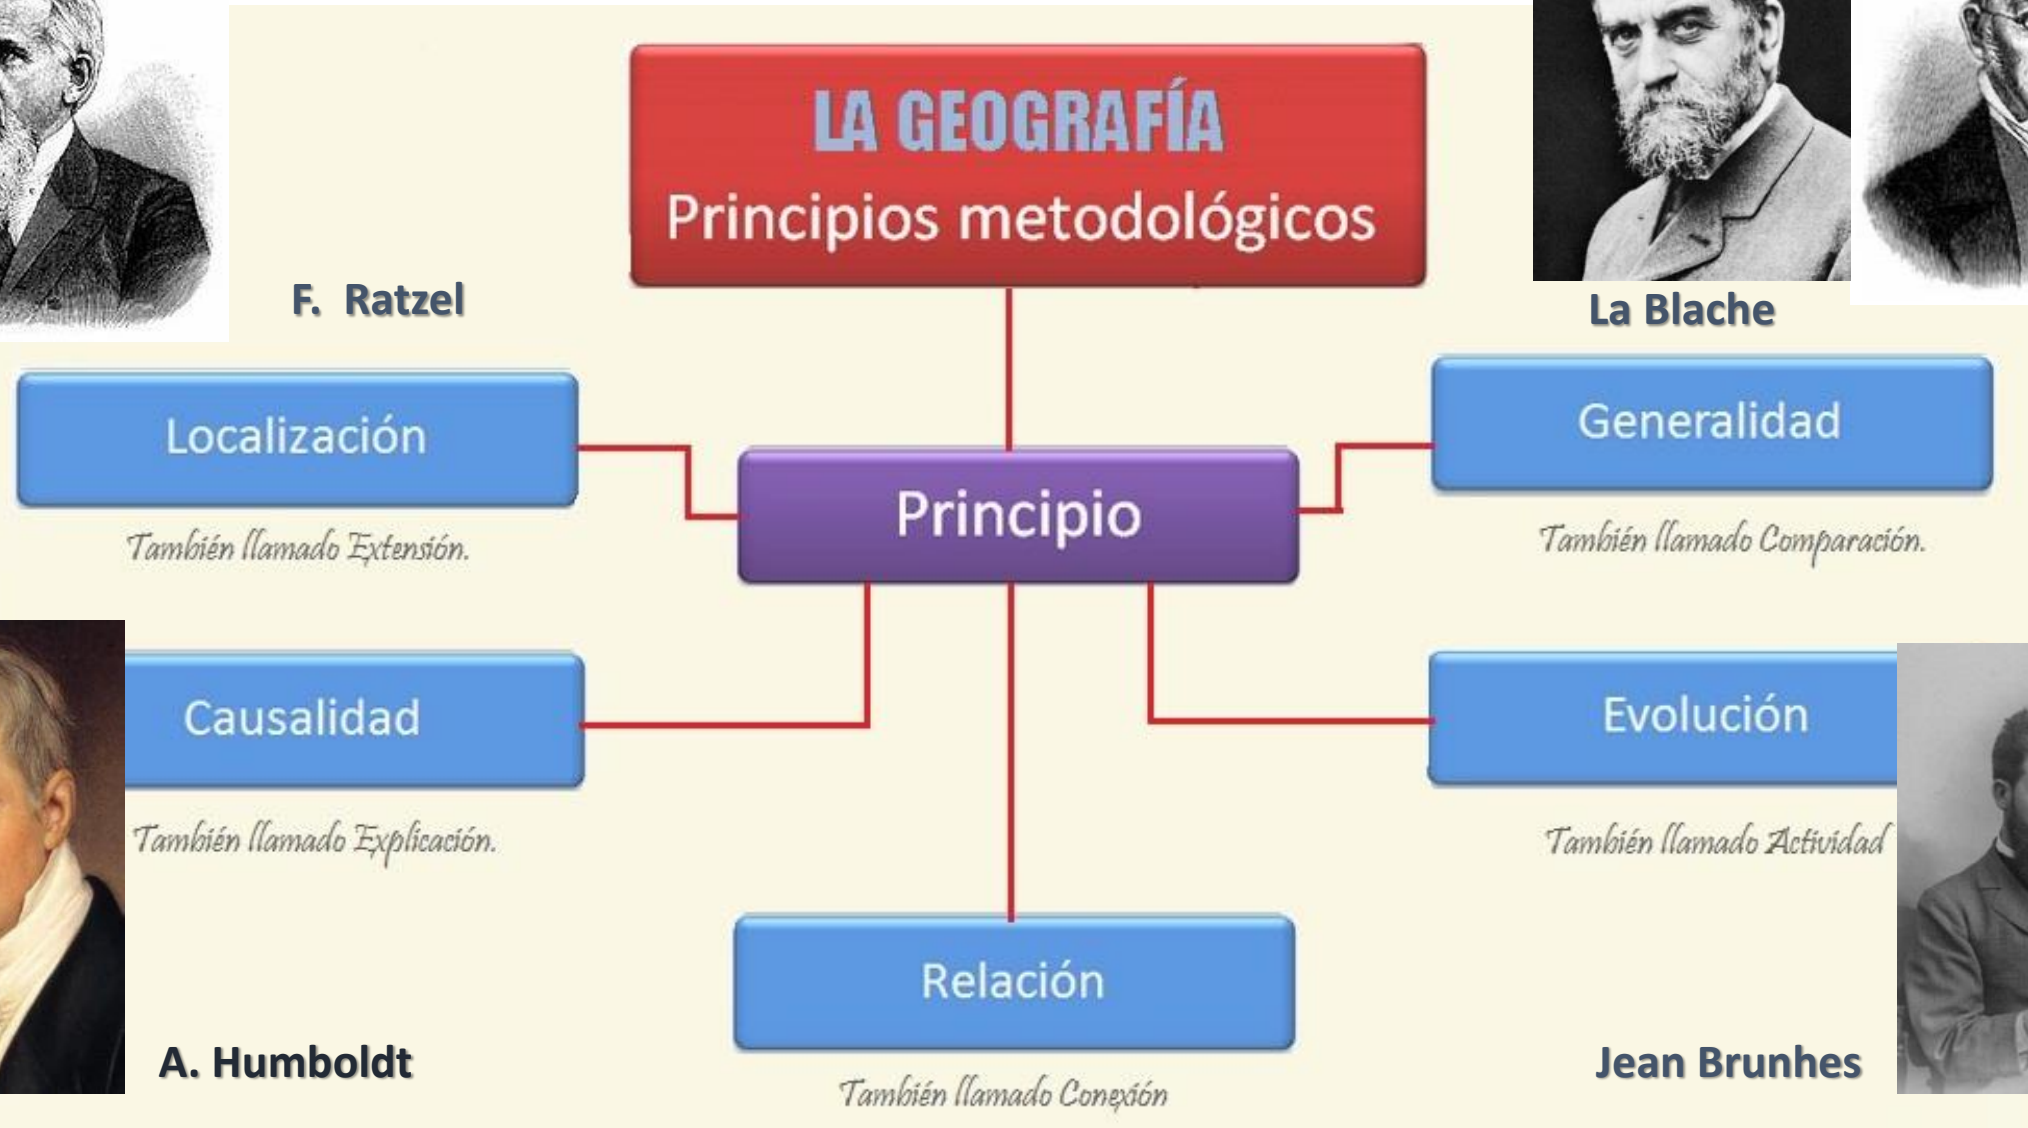 LA GEOGRAFÍA
Principios metodológicos
F. Ratzel
La Blache
Localización
También llamado Extensión.
Principio
Generalidad
También llamado Comparación.
Causalidad
También llamado Explicación.
Evolución
También llamado Actividad
Relación
También llamado Conexión
A. Humboldt
Jean Brunhes